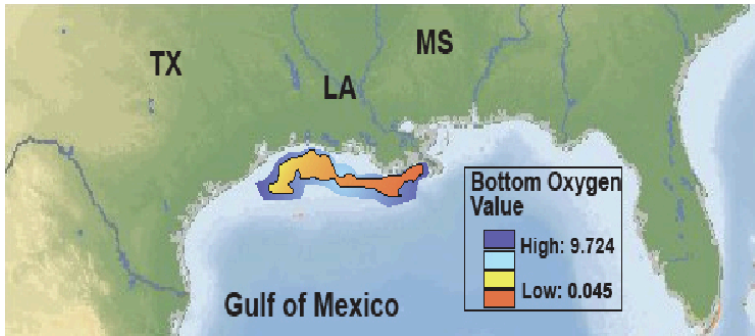 MS
TX
LA
Bottom Oxygen
Value
High: 9.724
Low: 0.045
Gulf of Mexico